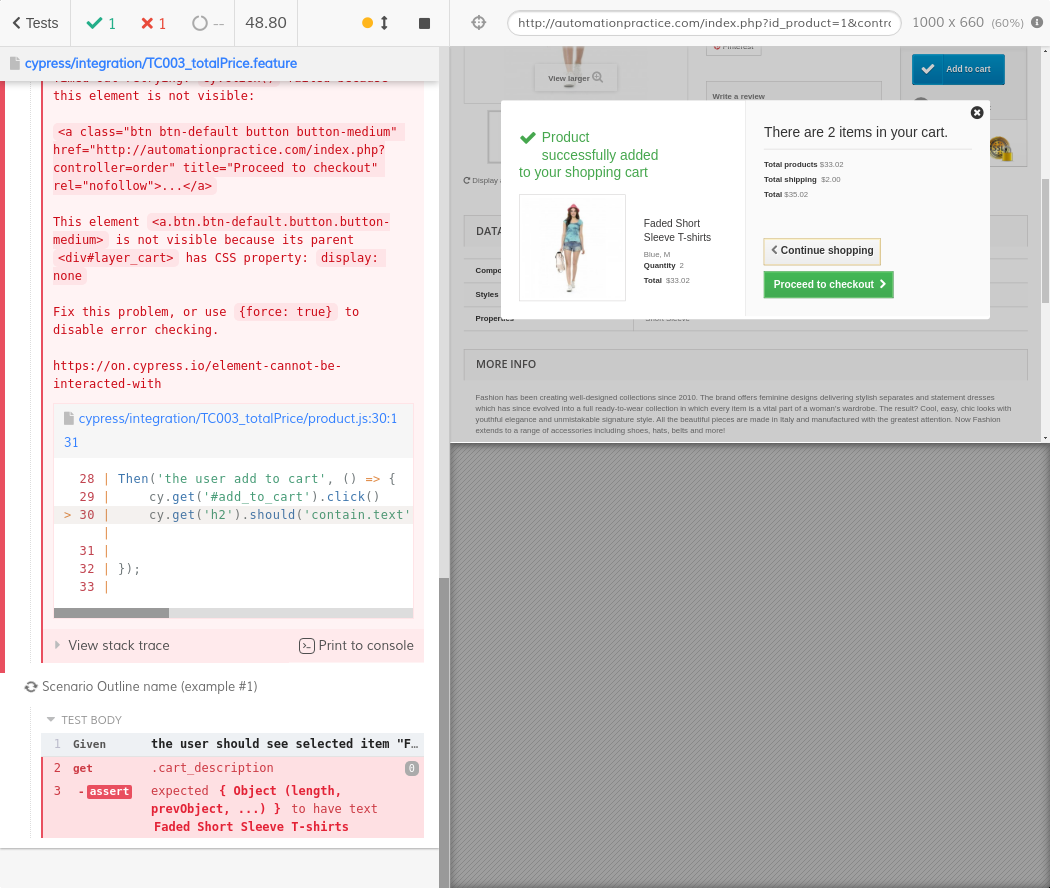 Tests
1
1
--
48.80
http://automationpractice.com/index.php?id_product=1&contro
1000 x 660 (60%)
cypress/integration/TC003_totalPrice.feature
this element is not visible:
<a class="btn btn-default button button-medium"
href="http://automationpractice.com/index.php?
controller=order" title="Proceed to checkout"
rel="nofollow">...</a>
This element <a.btn.btn-default.button.button-
medium> is not visible because its parent
<div#layer_cart> has CSS property: display:
none
Fix this problem, or use {force: true} to
disable error checking.
https://on.cypress.io/element-cannot-be-
interacted-with
cypress/integration/TC003_totalPrice/product.js:30:1
31
28 | Then('the user add to cart', () => {
29 | cy.get('#add_to_cart').click()
> 30 | cy.get('h2').should('contain.text'
|
31 |
32 | });
33 |
View stack trace
Print to console
Scenario Outline name (example #1)
TEST BODY
1 Given the user should see selected item "F…
2 get .cart_description 0
3 -assert expected { Object (length,
prevObject, ...) } to have text
Faded Short Sleeve T-shirts
Pinterest
View larger
Add to cart
Write a review
Product
successfully added
to your shopping cart
Faded Short
Sleeve T-shirts
Blue, M
Quantity 2
Total $33.02
There are 2 items in your cart.
Total products $33.02
Total shipping $2.00
Total $35.02
Continue shopping
Proceed to checkout
Display
DATA
Compo
Styles
Properties
Short Sleeve
MORE INFO
Fashion has been creating well-designed collections since 2010. The brand offers feminine designs delivering stylish separates and statement dresses
which has since evolved into a full ready-to-wear collection in which every item is a vital part of a woman's wardrobe. The result? Cool, easy, chic looks with
youthful elegance and unmistakable signature style. All the beautiful pieces are made in Italy and manufactured with the greatest attention. Now Fashion
extends to a range of accessories including shoes, hats, belts and more!